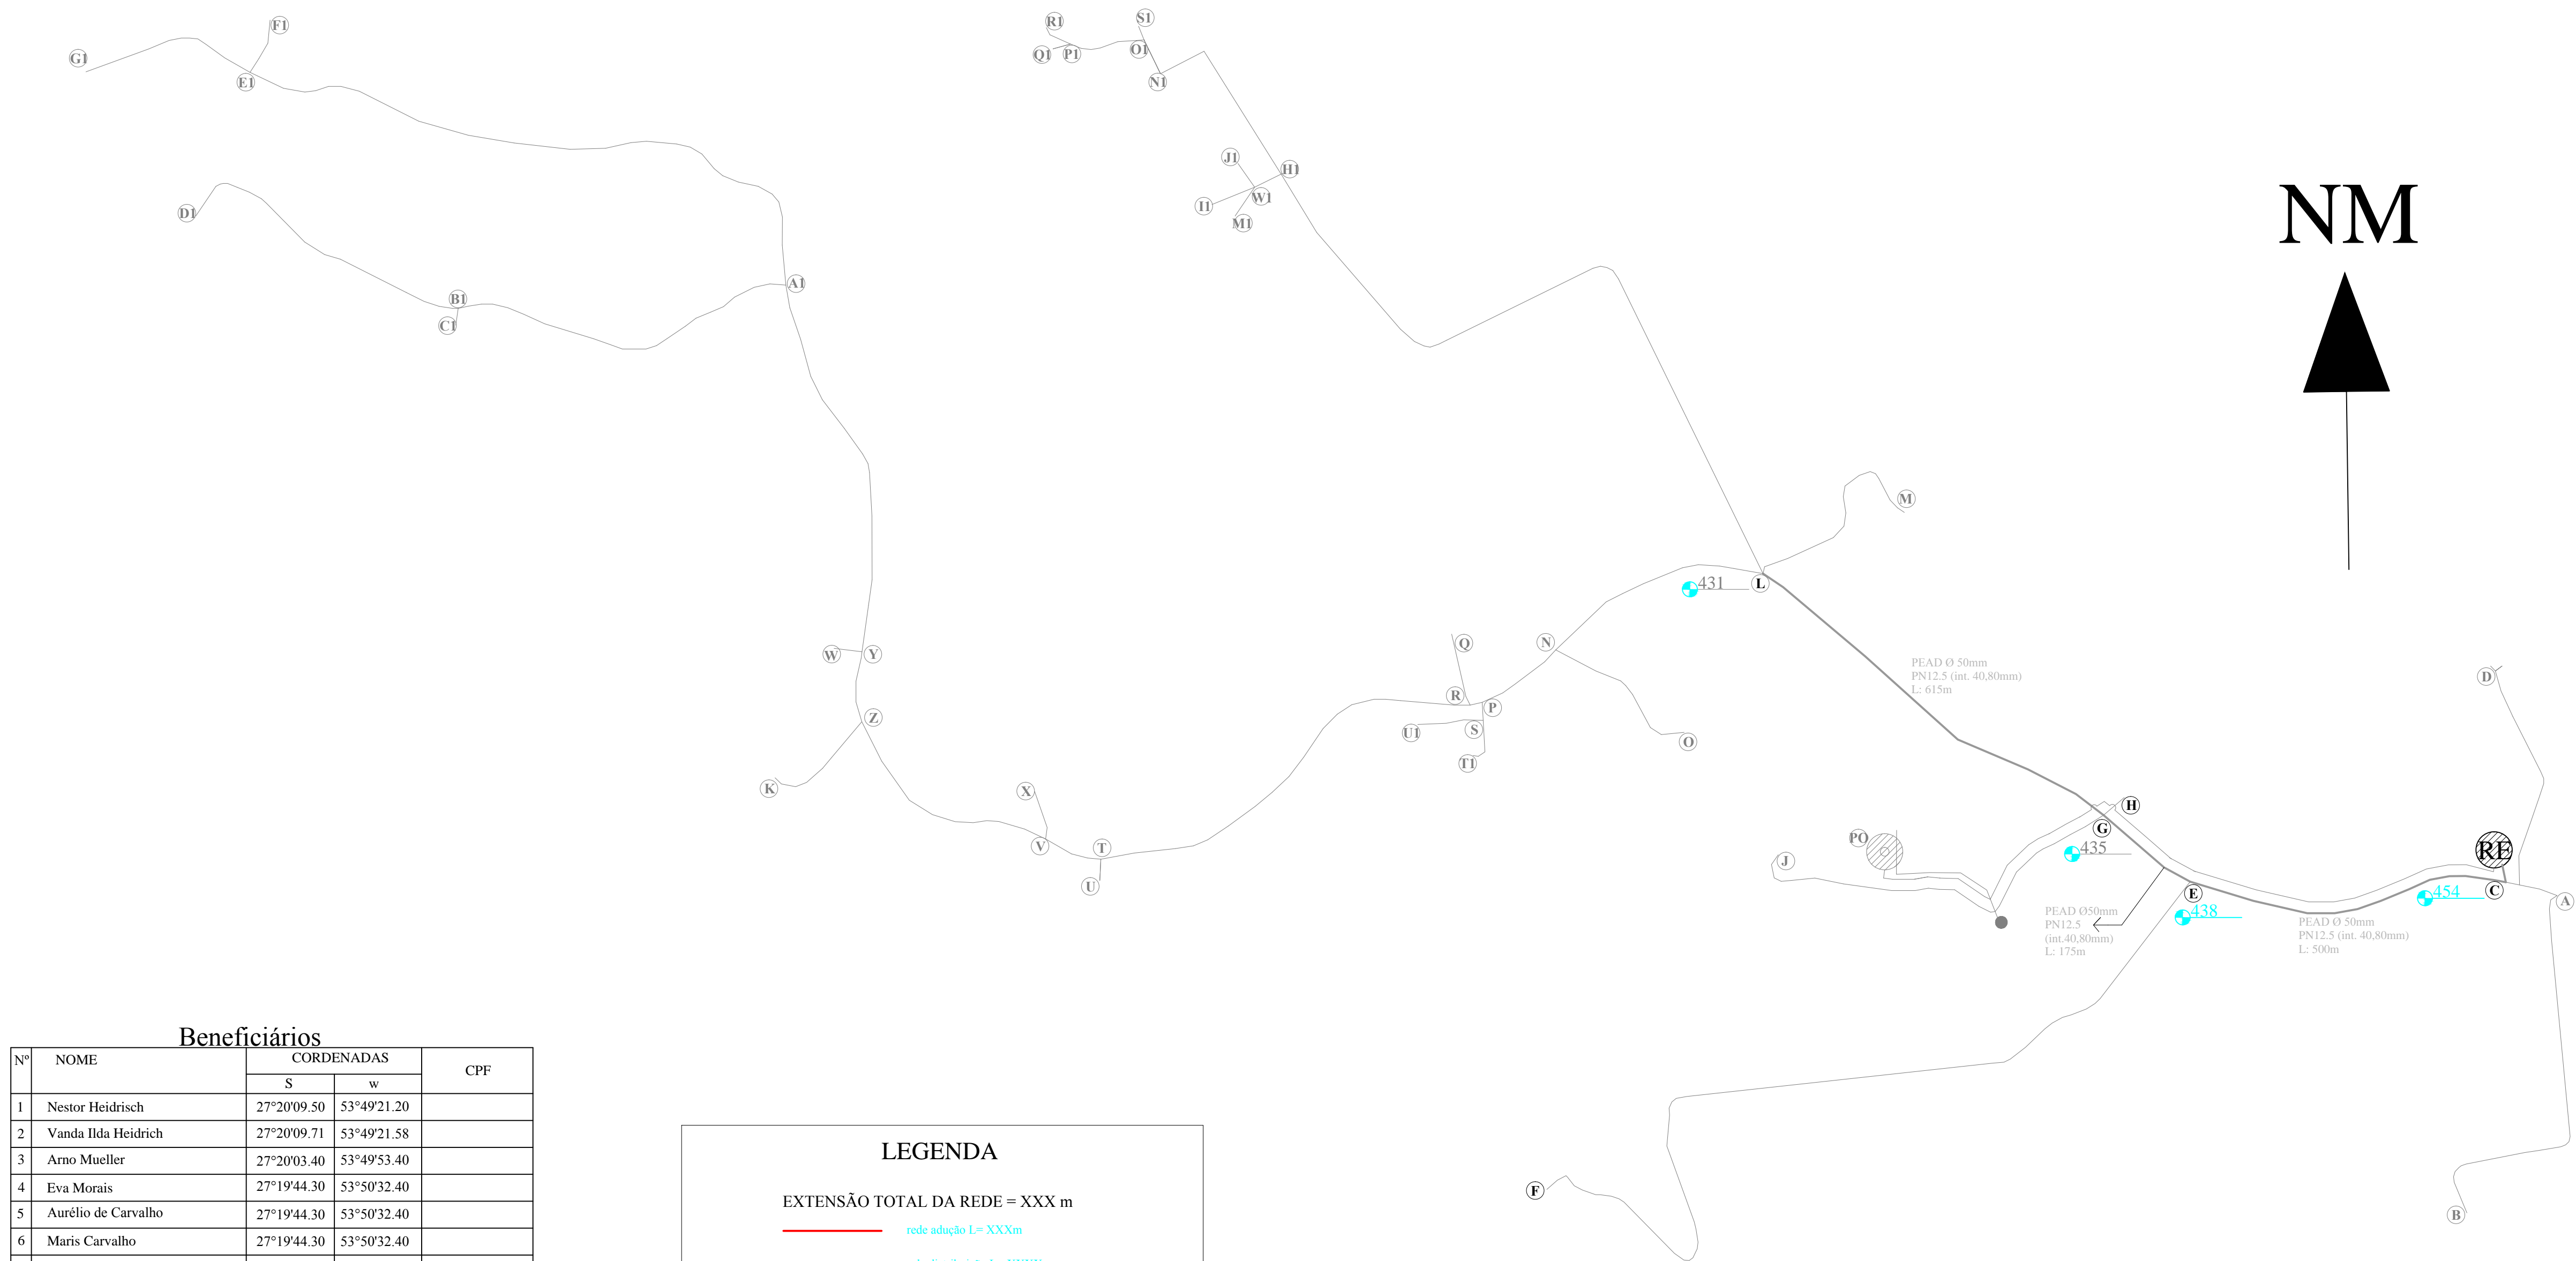 F1
G1
E1
R1
S1
Q1
P1
O1
N1
J1
H1
I1
W1
M1
D1
NM
A1
B1
C1
M
431
L
Q
N
W
Y
PEAD Ø 50mm
PN12.5 (int. 40,80mm)
L: 615m
D
R
P
Z
U1
S
O
T1
K
X
H
G
PO
V
T
435
RE
J
U
E
454
C
A
438
PEAD Ø50mm
PN12.5
(int.40,80mm)
L: 175m
PEAD Ø 50mm
PN12.5 (int. 40,80mm)
L: 500m
F
B
Beneficiários
Nº NOME CORDENADAS CPF
S w
1 Nestor Heidrisch 27°20'09.50 53°49'21.20
2 Vanda Ilda Heidrich 27°20'09.71 53°49'21.58
3 Arno Mueller 27°20'03.40 53°49'53.40
4 Eva Morais 27°19'44.30 53°50'32.40
5 Aurélio de Carvalho 27°19'44.30 53°50'32.40
6 Maris Carvalho 27°19'44.30 53°50'32.40
LEGENDA
EXTENSÃO TOTAL DA REDE = XXX m
rede adução L= XXXm